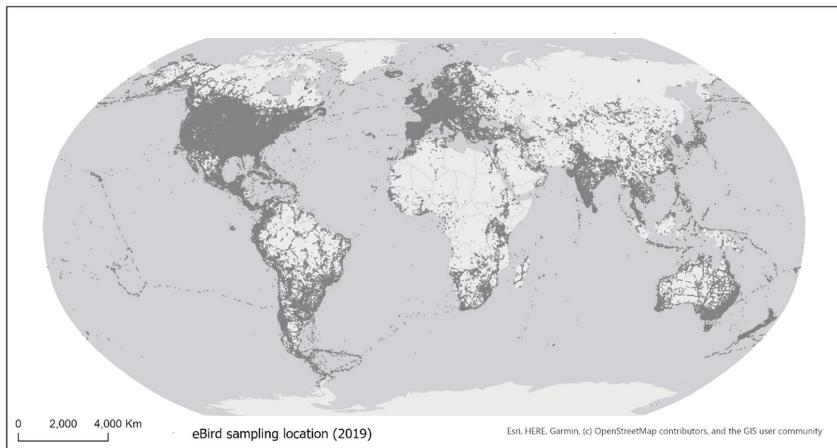 0 2,000 4,000 Km
eBird sampling location (2019)
Esri, HERE, Garmin, (c) OpenStreetMap contributors, and the GIS user community